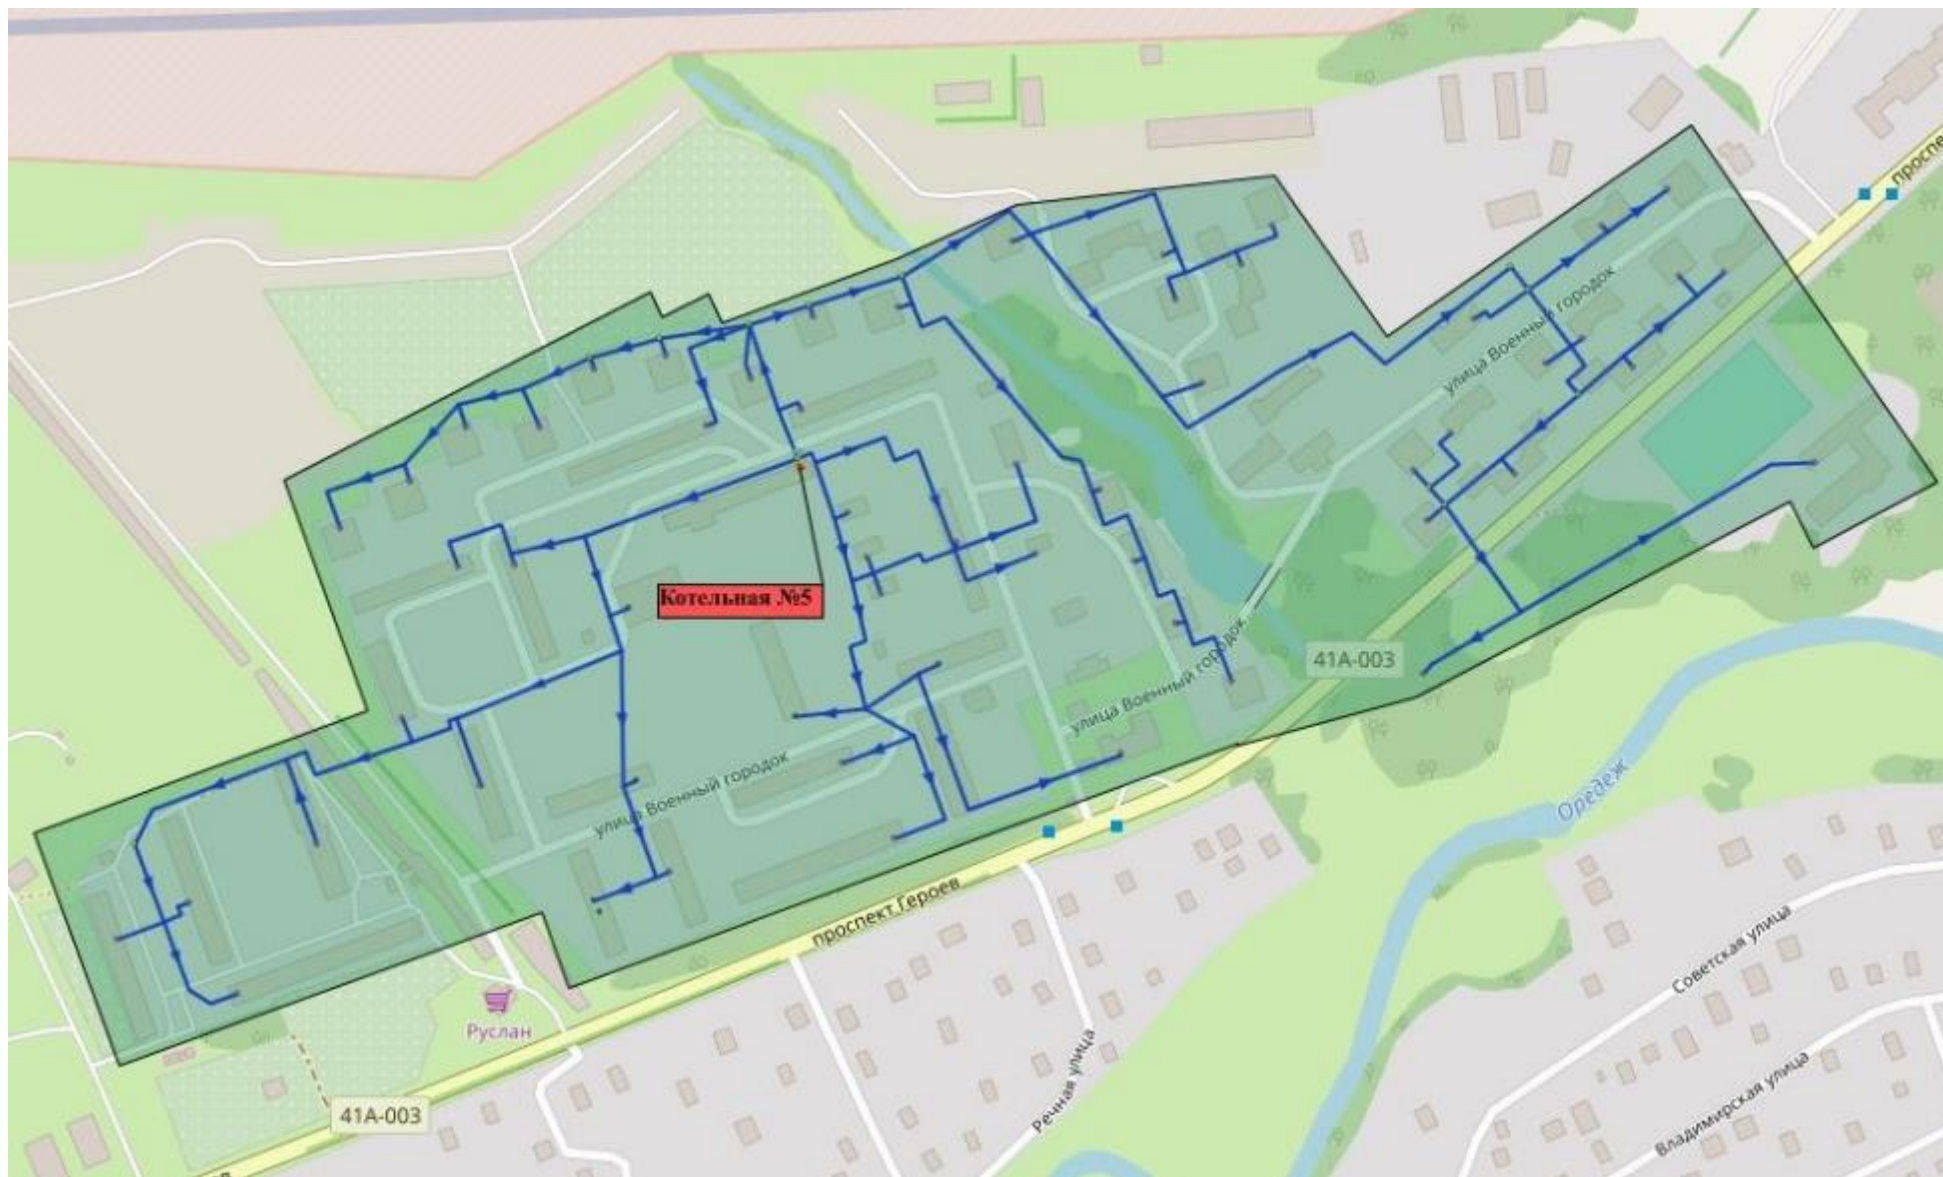 проспе
улица Военный городок
Котельная №5
41А-003
улица Военный городок
улица Военный городок
Оредеж
проспект Героев
Советская улица
Руслан
Речная улица
Владимирская улица
41А-003